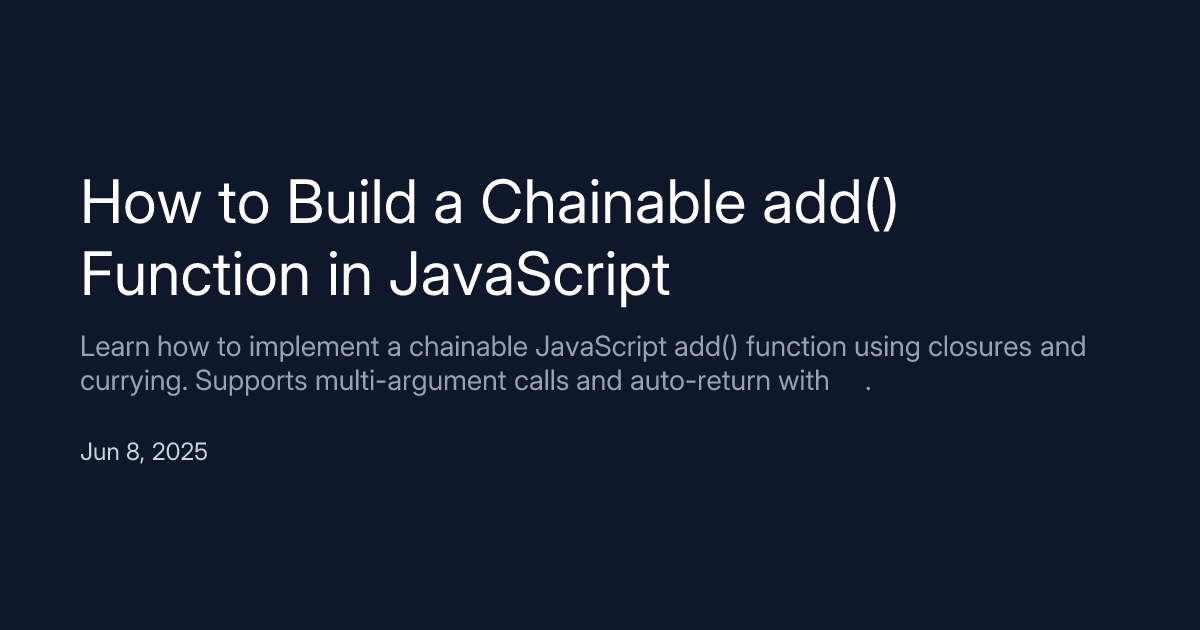 How to Build a Chainable add()
Function in JavaScript
Learn how to implement a chainable JavaScript add() function using closures and
currying. Supports multi-argument calls and auto-return with .
Jun 8, 2025